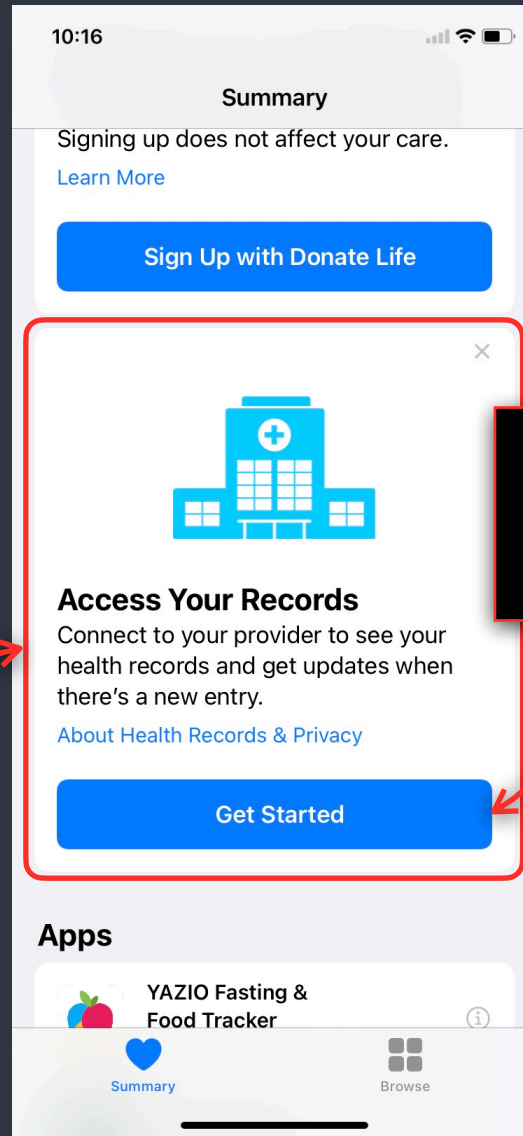 10:16
Summary
Signing up does not affect your care.
Learn More
Sign Up with Donate Life
Access Your Records
Connect to your provider to see your
health records and get updates when
there's a new entry.
About Health Records & Privacy
Get Started
Apps
YAZIO Fasting &
Food Tracker
Summary
Browse